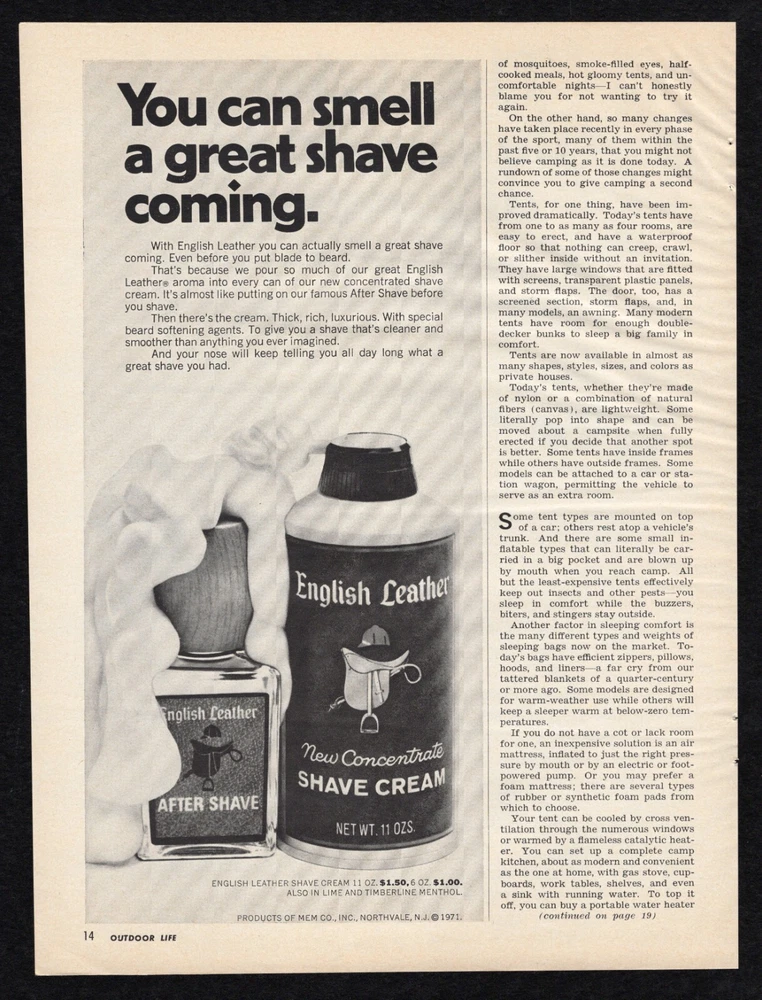 You can smell
a great shave
coming.
With English Leather you can actually smell a great shave
coming. Even before you put blade to beard.
That's because we pour so much of our great English
Leather® aroma into every can of our new concentrated shave
cream. It's almost like putting on our famous After Shave before
you shave.
Then there's the cream. Thick, rich, luxurious. With special
beard softening agents. To give you a shave that's cleaner and
smoother than anything you ever imagined.
And your nose will keep telling you all day long what a
great shave you had.
English Leather
New Concentrate
SHAVE CREAM
NET WT. 11 OZS.
English Leather
AFTER SHAVE
ENGLISH LEATHER SHAVE CREAM 11 OZ. $1.50, 6 OZ. $1.00.
ALSO IN LIME AND TIMBERLINE MENTHOL.
PRODUCTS OF MEM CO., INC., NORTHVALE, N.J. © 1971.
of mosquitoes, smoke-filled eyes, half-
cooked meals, hot gloomy tents, and un-
comfortable nights—I can't honestly
blame you for not wanting to try it
again.
On the other hand, so many changes
have taken place recently in every phase
of the sport, many of them within the
past five or 10 years, that you might not
believe camping as it is done today. A
rundown of some of those changes might
convince you to give camping a second
chance.
Tents, for one thing, have been im-
proved dramatically. Today's tents have
from one to as many as four rooms, are
easy to erect, and have a waterproof
floor so that nothing can creep, crawl,
or slither inside without an invitation.
They have large windows that are fitted
with screens, transparent plastic panels,
and storm flaps. The door, too, has a
screened section, storm flaps, and, in
many models, an awning. Many modern
tents have room for enough double-
decker bunks to sleep a big family in
comfort.
Tents are now available in almost as
many shapes, styles, sizes, and colors as
private houses.
Today's tents, whether they're made
of nylon or a combination of natural
fibers (canvas), are lightweight. Some
literally pop into shape and can be
moved about a campsite when fully
erected if you decide that another spot
is better. Some tents have inside frames
while others have outside frames. Some
models can be attached to a car or sta-
tion wagon, permitting the vehicle to
serve as an extra room.
Some tent types are mounted on top
of a car; others rest atop a vehicle's
trunk. And there are some small in-
flatable types that can literally be car-
ried in a big pocket and are blown up
by mouth when you reach camp. All
but the least-expensive tents effectively
keep out insects and other pests—you
sleep in comfort while the buzzers,
biters, and stingers stay outside.
Another factor in sleeping comfort is
the many different types and weights of
sleeping bags now on the market. To-
day's bags have efficient zippers, pillows,
hoods, and liners—a far cry from our
tattered blankets of a quarter-century
or more ago. Some models are designed
for warm-weather use while others will
keep a sleeper warm at below-zero tem-
peratures.
If you do not have a cot or lack room
for one, an inexpensive solution is an air
mattress, inflated to just the right pres-
sure by mouth or by an electric or foot-
powered pump. Or you may prefer a
foam mattress; there are several types
of rubber or synthetic foam pads from
which to choose.
Your tent can be cooled by cross ven-
tilation through the numerous windows
or warmed by a flameless catalytic heat-
er. You can set up a complete camp
kitchen, about as modern and convenient
as the one at home, with gas stove, cup-
boards, work tables, shelves, and even
a sink with running water. To top it
off, you can buy a portable water heater
(continued on page 19)
14 OUTDOOR LIFE